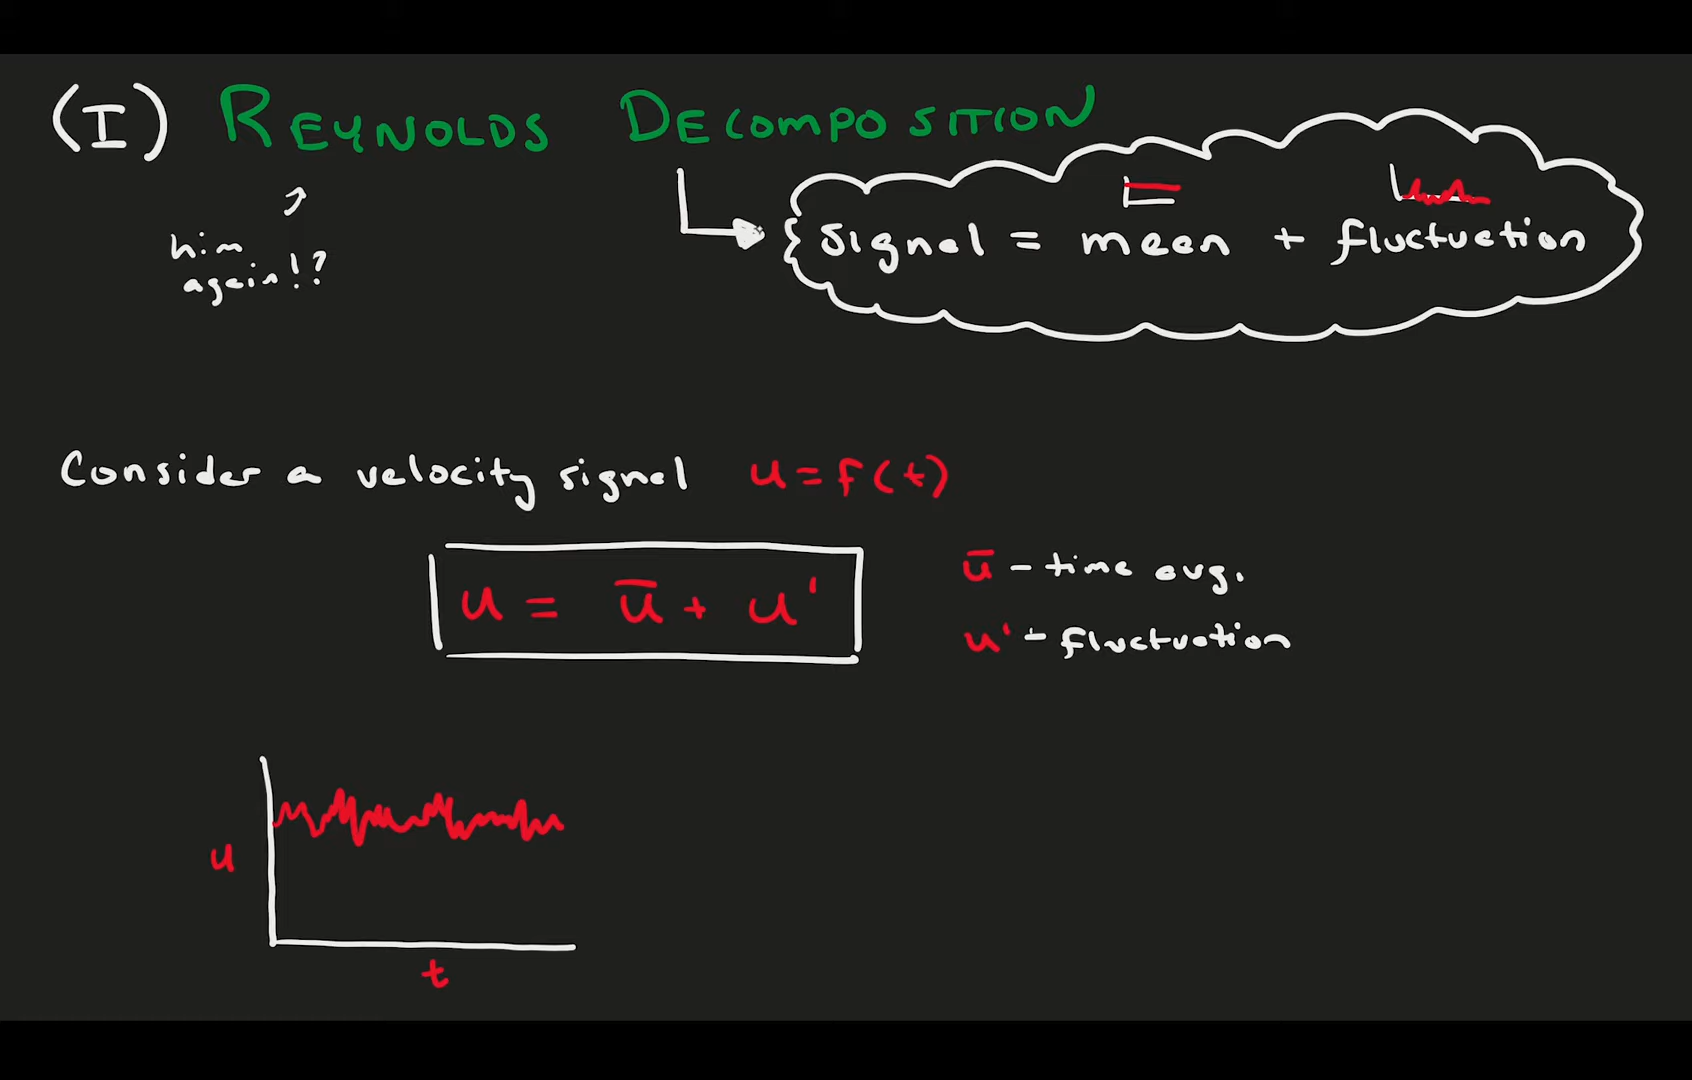 (I) REYNOLDS DECOMPOSITION
him
again!?
signal = mean + fluctuation
Consider a velocity signal u = f(t)
u = ū + u'
ū - time avg.
u' - fluctuation
u
t